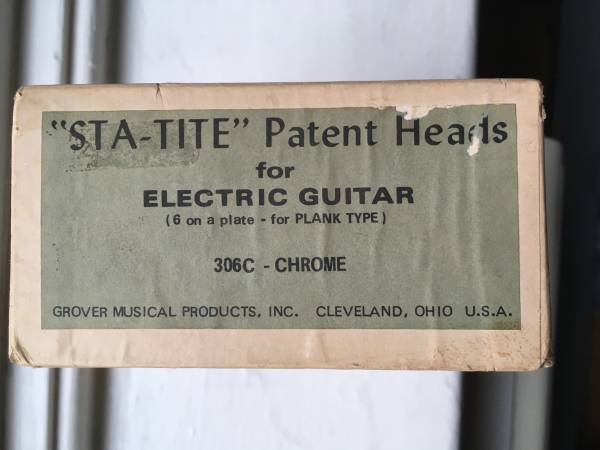 "STA-TITE" Patent Heads
for
ELECTRIC GUITAR
(6 on a plate - for PLANK TYPE)
306C - CHROME
GROVER MUSICAL PRODUCTS, INC. CLEVELAND, OHIO U.S.A.